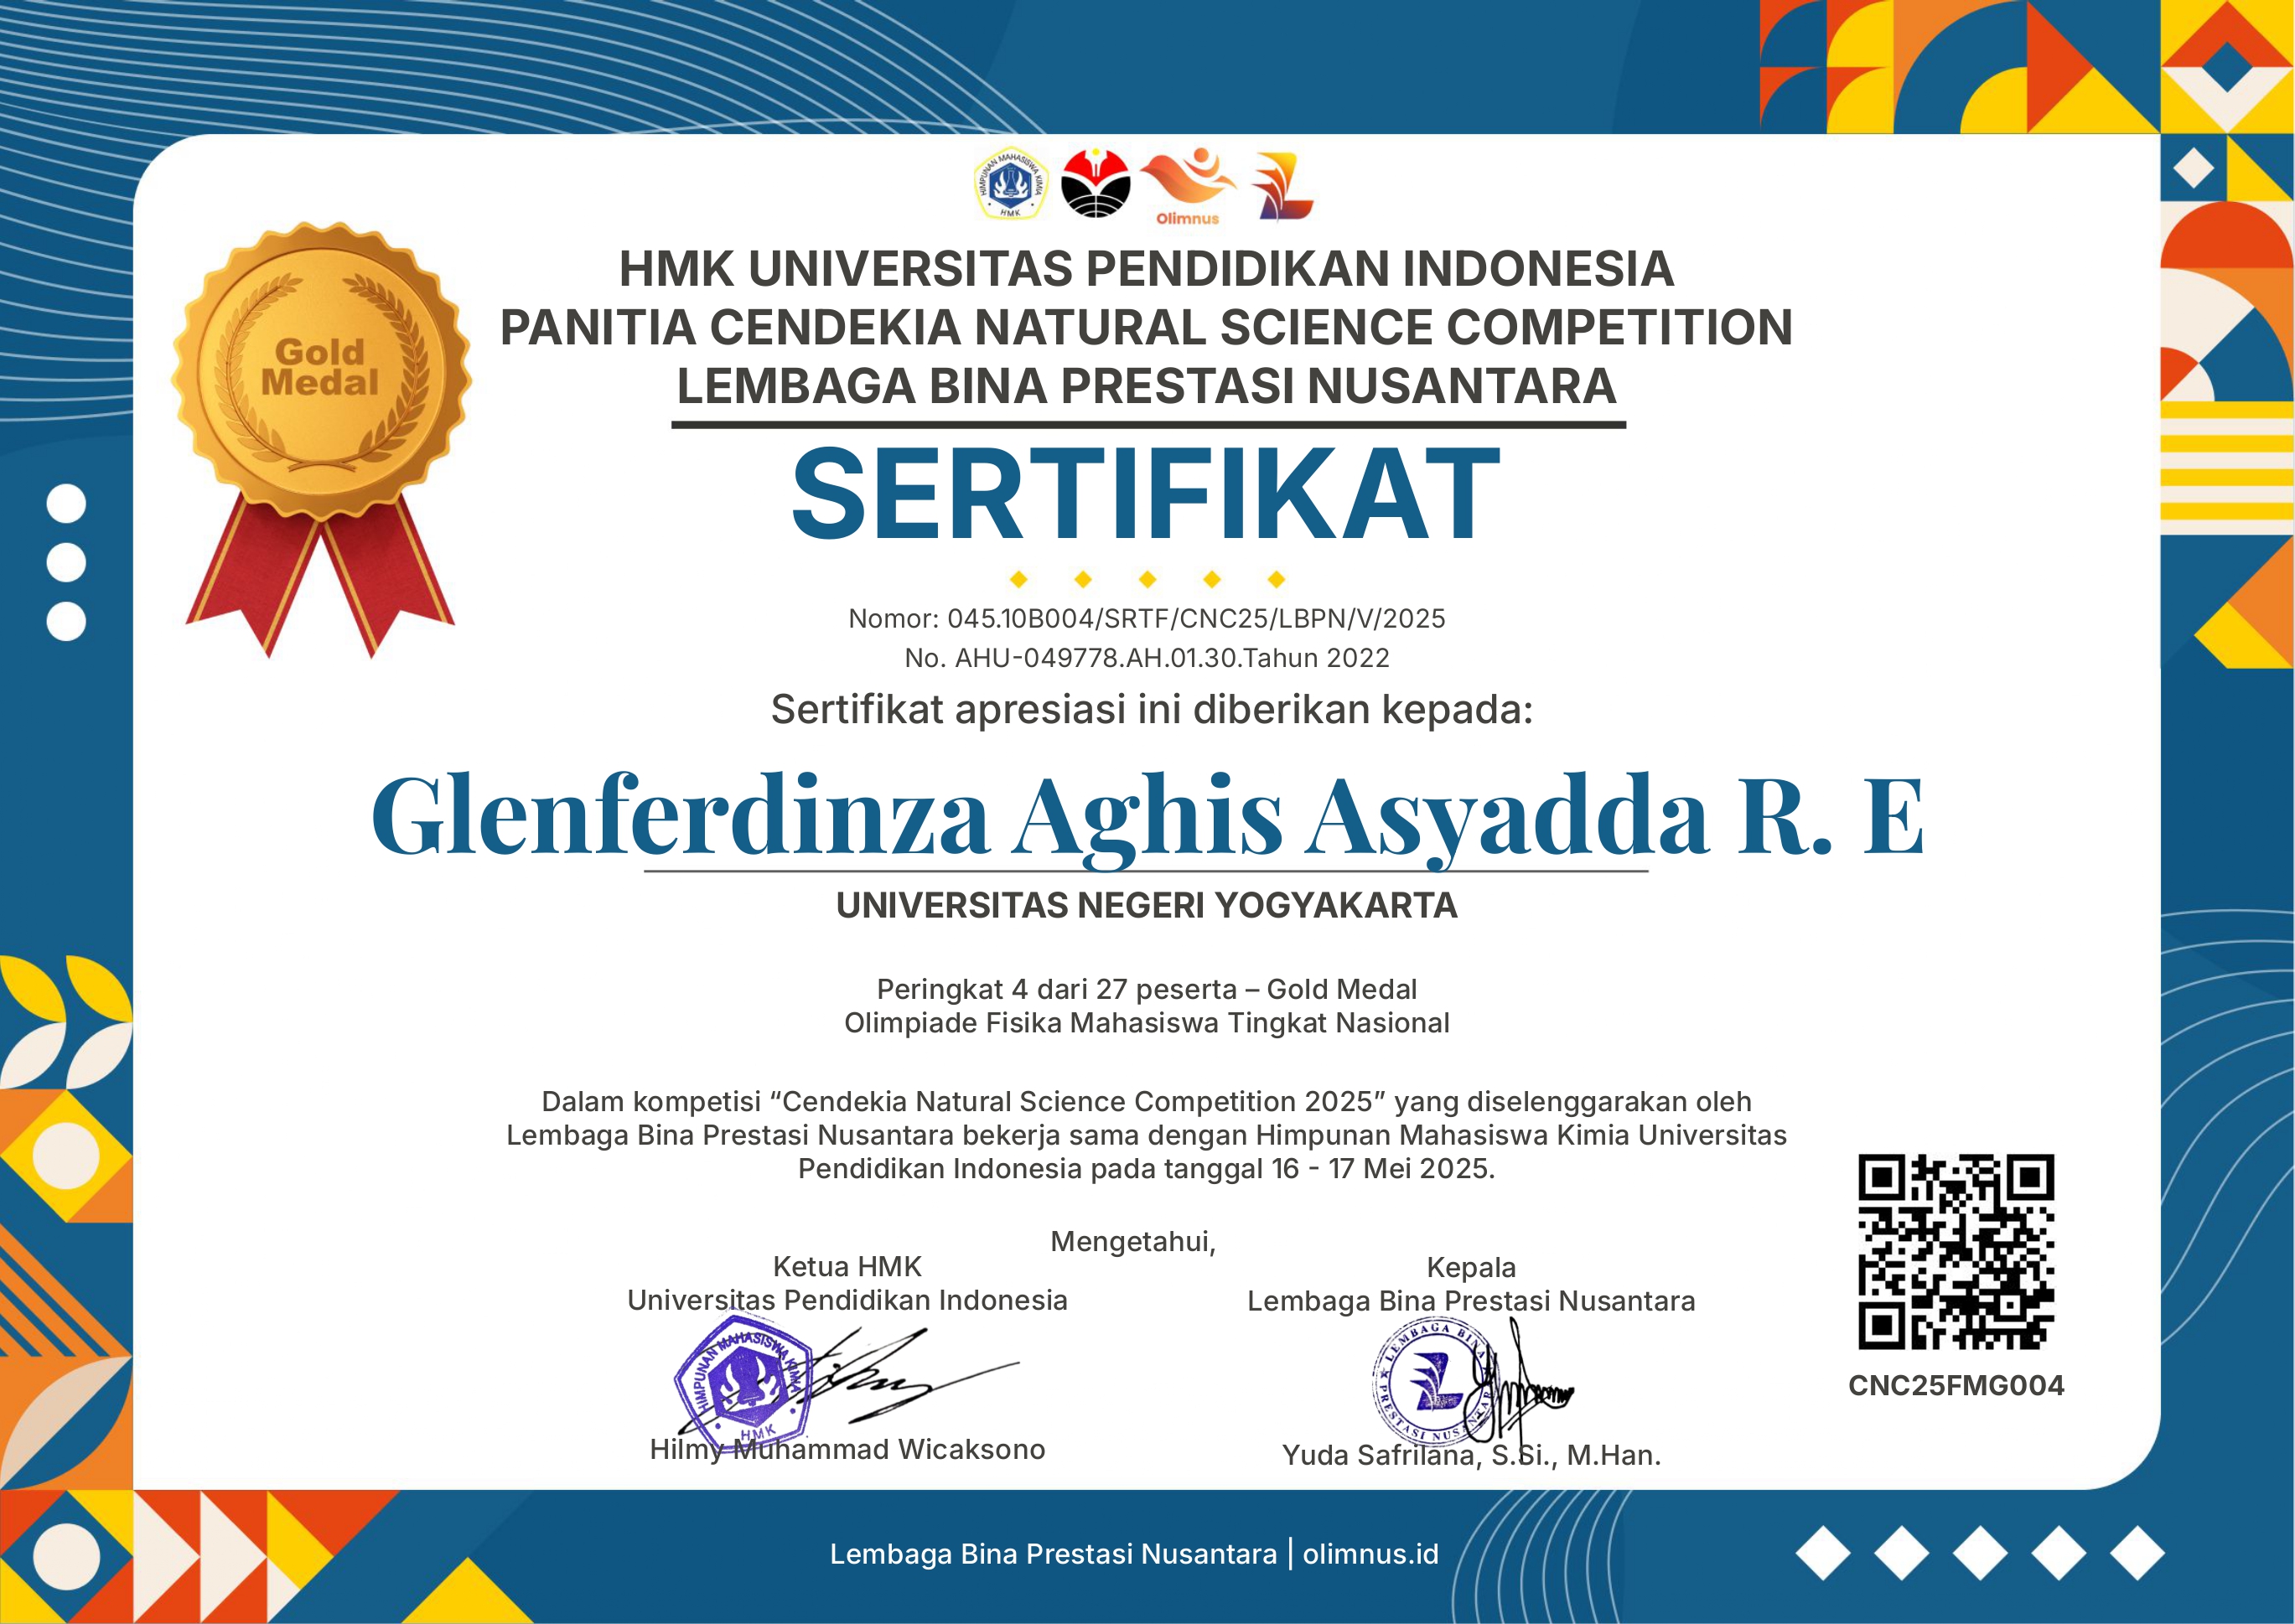 HIMPUNAN MAHASISWA KIMIA
HMK
Olimnus
HMK UNIVERSITAS PENDIDIKAN INDONESIA
PANITIA CENDEKIA NATURAL SCIENCE COMPETITION
LEMBAGA BINA PRESTASI NUSANTARA
Gold
Medal
SERTIFIKAT
Nomor: 045.10B004/SRTF/CNC25/LBPN/V/2025
No. AHU-049778.AH.01.30.Tahun 2022
Sertifikat apresiasi ini diberikan kepada:
Glenferdinza Aghis Asyadda R. E
UNIVERSITAS NEGERI YOGYAKARTA
Peringkat 4 dari 27 peserta – Gold Medal
Olimpiade Fisika Mahasiswa Tingkat Nasional
Dalam kompetisi “Cendekia Natural Science Competition 2025” yang diselenggarakan oleh
Lembaga Bina Prestasi Nusantara bekerja sama dengan Himpunan Mahasiswa Kimia Universitas
Pendidikan Indonesia pada tanggal 16 - 17 Mei 2025.
Mengetahui,
Ketua HMK
Universitas Pendidikan Indonesia
HIMPUNAN MAHASISWA KIMIA
HMK
Hilmy Muhammad Wicaksono
Kepala
Lembaga Bina Prestasi Nusantara
LEMBAGA BINA
PRESTASI NUSANTARA
Yuda Safrilana, S.Si., M.Han.
CNC25FMG004
Lembaga Bina Prestasi Nusantara | olimnus.id